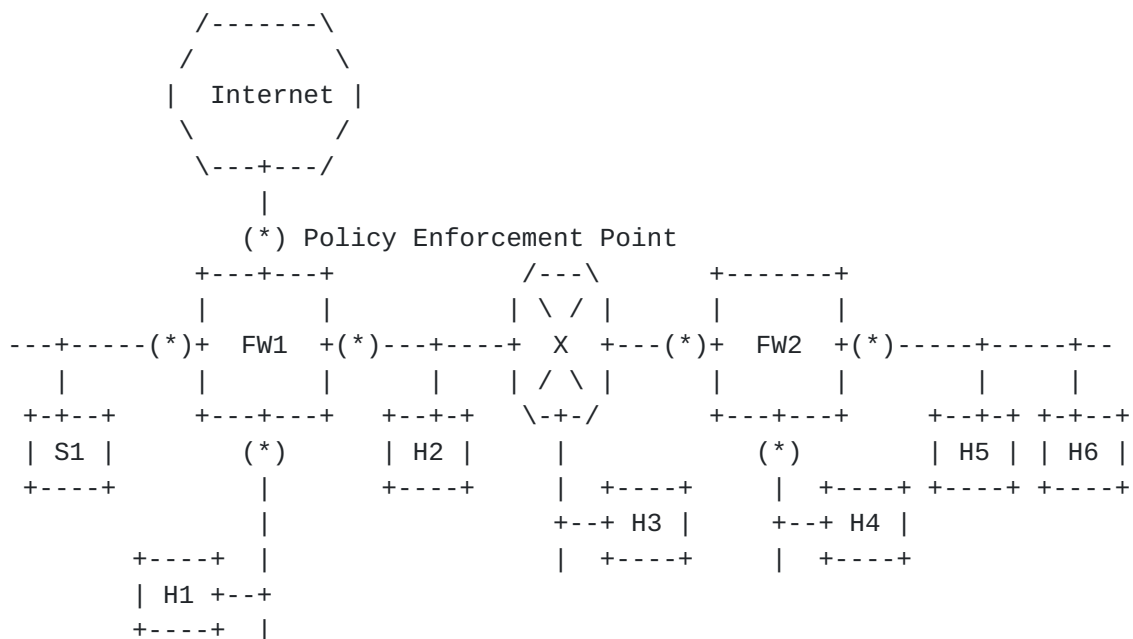 Internet
(*) Policy Enforcement Point
(*) FW1 (*) X (*) FW2 (*)
S1 (*) H2 (*) H5 H6
H3 H4
H1